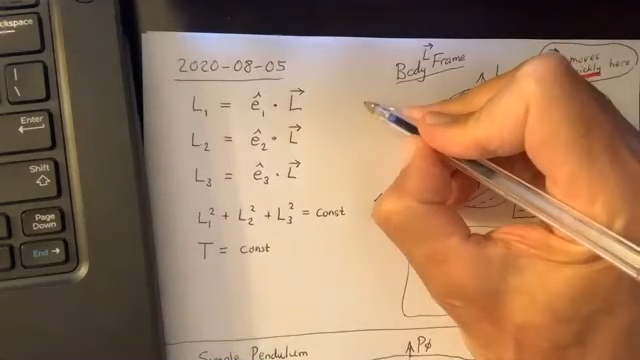 2020-08-05
L₁ = ê₁ · L⃗
L₂ = ê₂ · L⃗
L₃ = ê₃ · L⃗
L₁² + L₂² + L₃² = const
T = const
L⃗
Body Frame
moves
quickly here
Simple Pendulum
Pϕ
Backspace
\
Enter
Shift
Page
Down
End